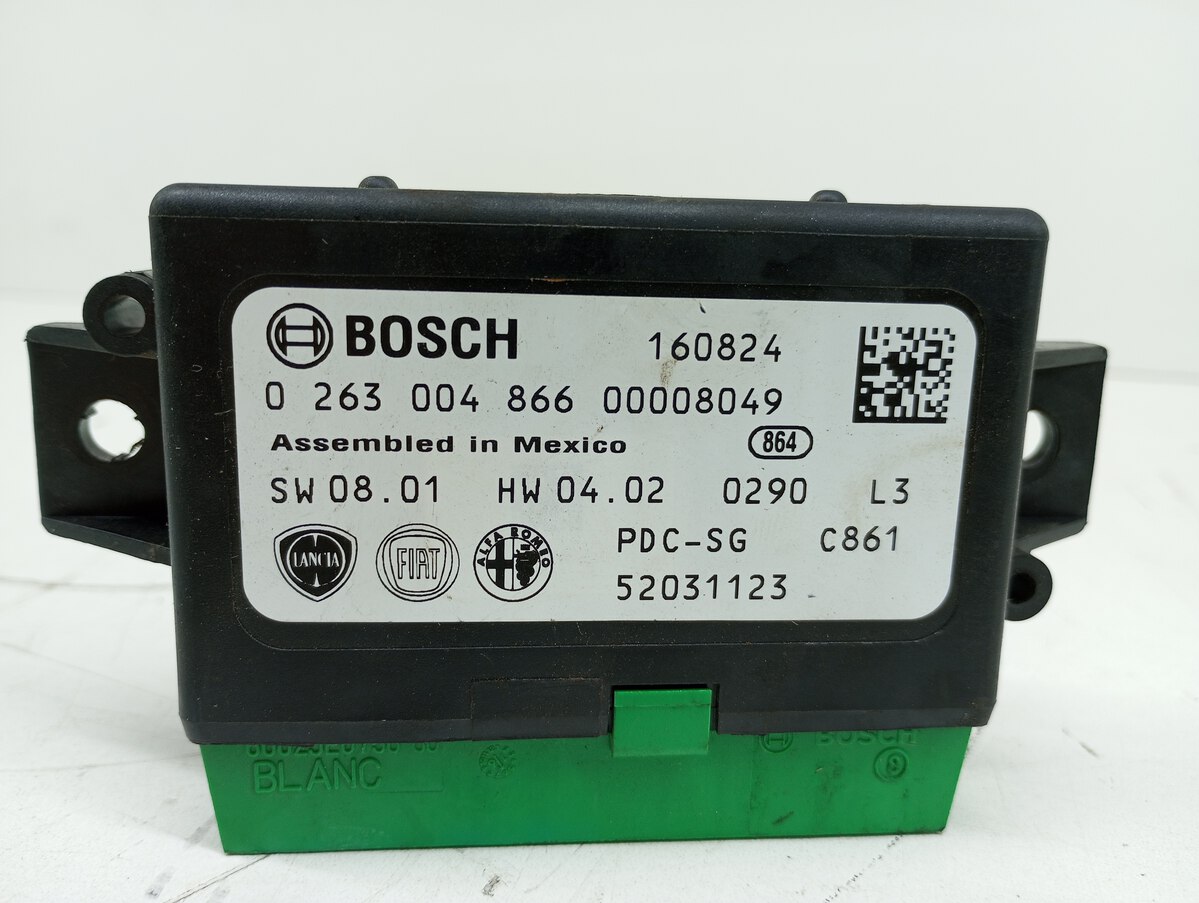 BOSCH 160824
0 263 004 866 00008049
Assembled in Mexico 864
SW 08.01 HW 04.02 0290 L3
LANCIA FIAT ALFA ROMEO PDC-SG C861
52031123
BOSCH
BLANC